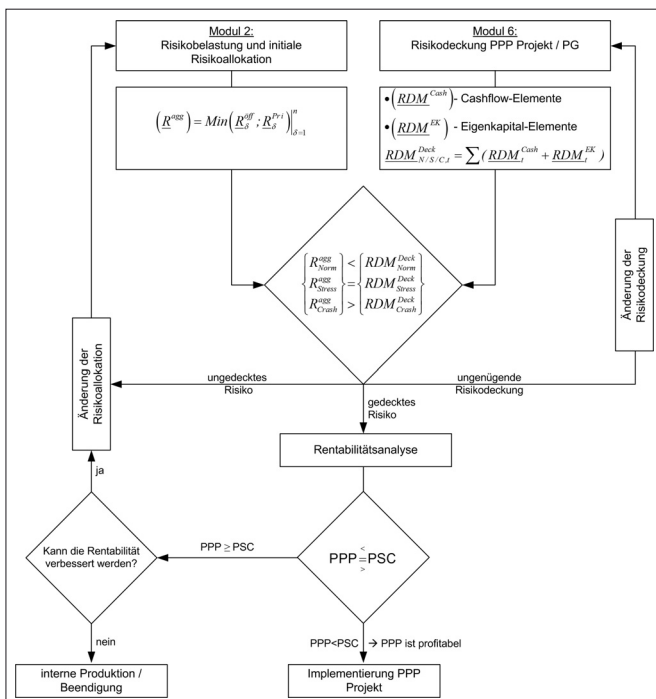 Modul 2:
Risikobelastung und initiale
Risikoallokation
Modul 6:
Risikodeckung PPP Projekt / PG
(R^agg) = Min(R_δ^öff ; R_δ^Pri)|_δ=1^n
•(RDM^Cash)- Cashflow-Elemente
•(RDM^EK) - Eigenkapital-Elemente
RDM_N/S/C,t^Deck = ∑(RDM_t^Cash + RDM_t^EK)
{R_Norm^agg} < {RDM_Norm^Deck}
{R_Stress^agg} = {RDM_Stress^Deck}
{R_Crash^agg} > {RDM_Crash^Deck}
Änderung der
Risikodeckung
Änderung der
Risikoallokation
ungedecktes
Risiko
ungenügende
Risikodeckung
gedecktes
Risiko
Rentabilitätsanalyse
ja
Kann die Rentabilität
verbessert werden?
PPP ≥ PSC
<
PPP=PSC
>
nein
PPP<PSC → PPP ist profitabel
interne Produktion /
Beendigung
Implementierung PPP
Projekt